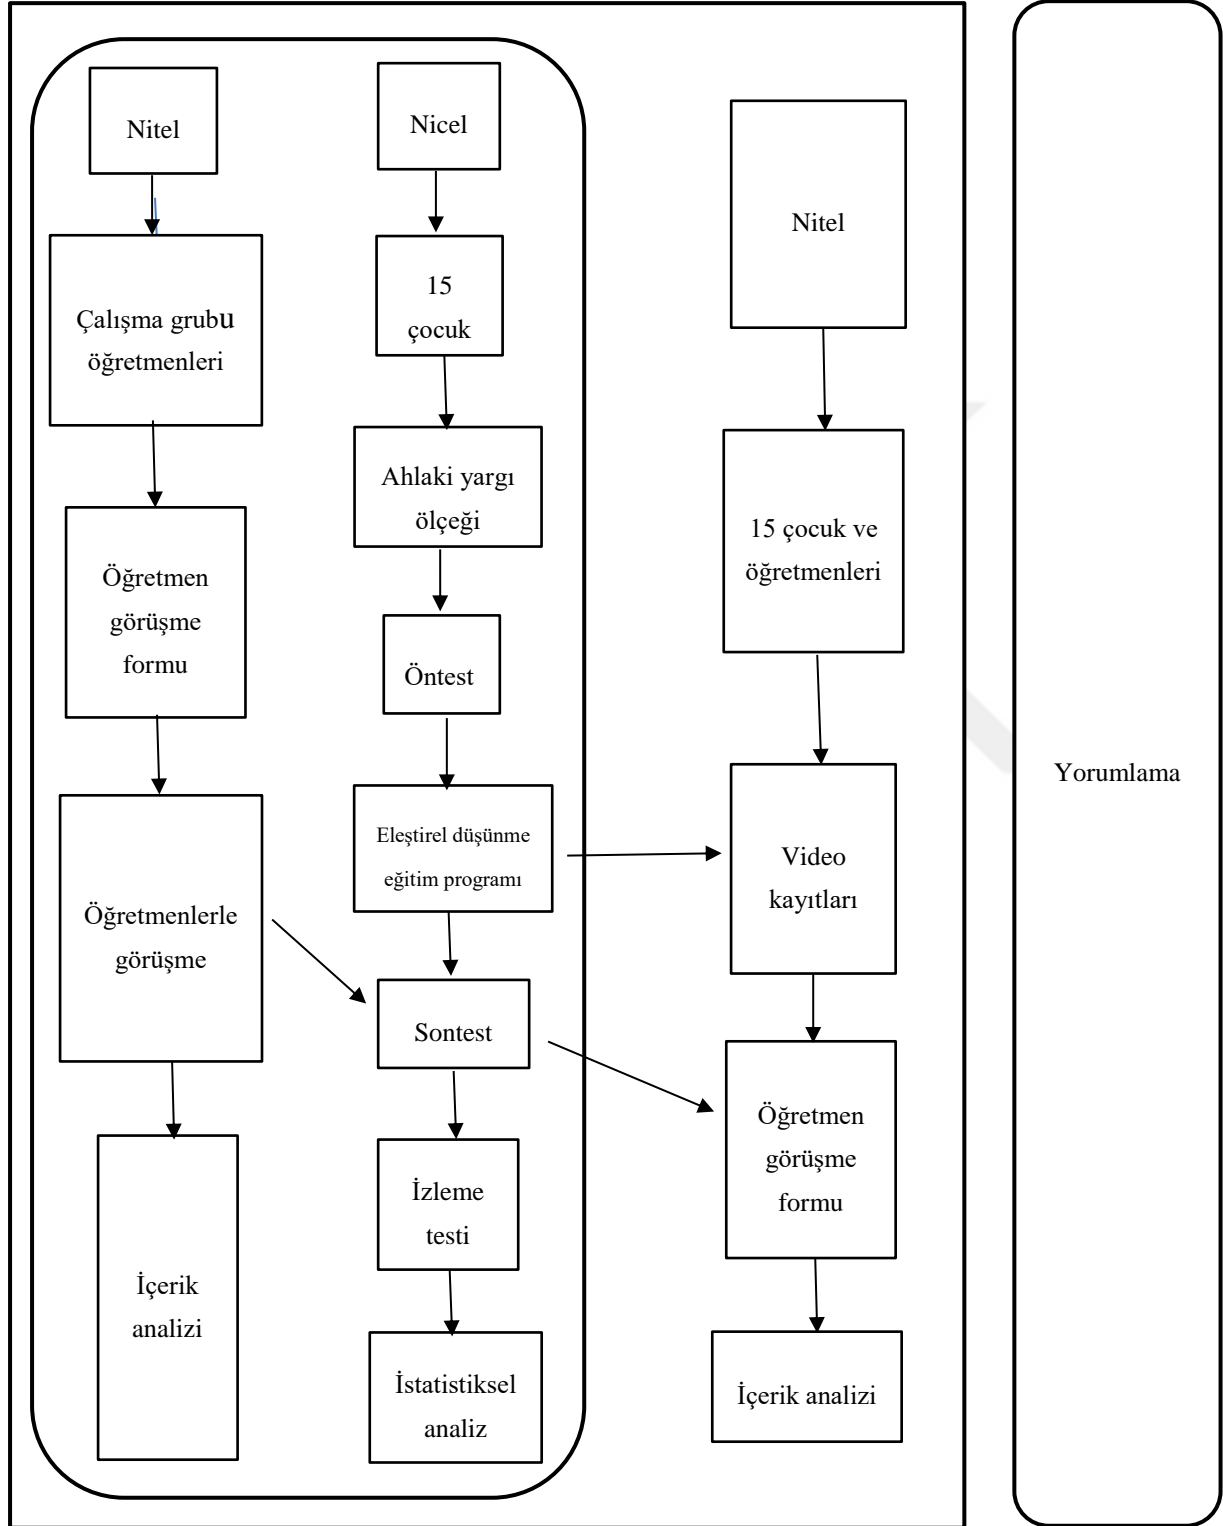 Nitel
Çalışma grubu
öğretmenleri
Öğretmen
görüşme
formu
Öğretmenlerle
görüşme
İçerik
analizi
Nicel
15
çocuk
Ahlaki yargı
ölçeği
Öntest
Eleştirel düşünme
eğitim programı
Sontest
İzleme
testi
İstatistiksel
analiz
Nitel
15 çocuk ve
öğretmenleri
Video
kayıtları
Öğretmen
görüşme
formu
İçerik analizi
Yorumlama